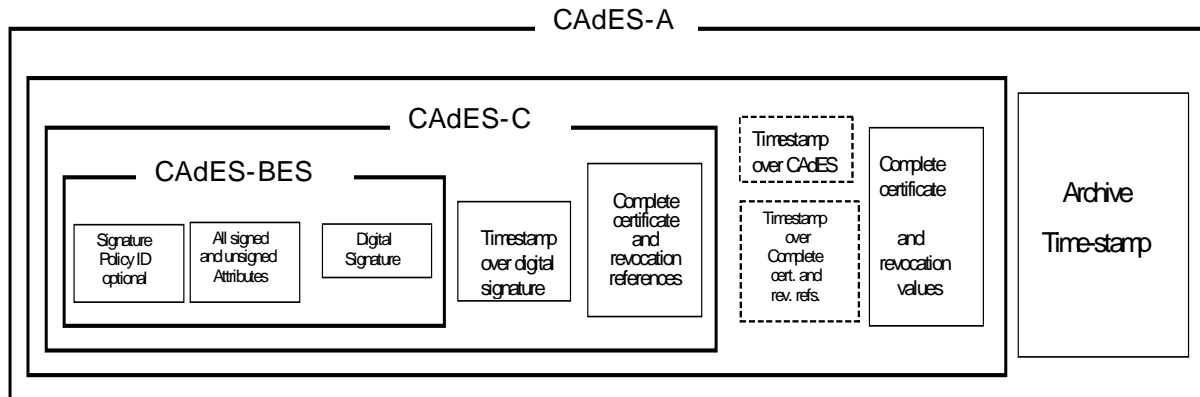 CAdES-A
CAdES-C
CAdES-BES
Signature
Policy ID
optional
All signed
and unsigned
Attributes
Digital
Signature
Timestamp
over digital
signature
Complete
certificate
and
revocation
references
Timestamp
over CAdES
Timestamp
over
Complete
cert. and
rev. refs.
Complete
certificate
and
revocation
values
Archive
Time-stamp